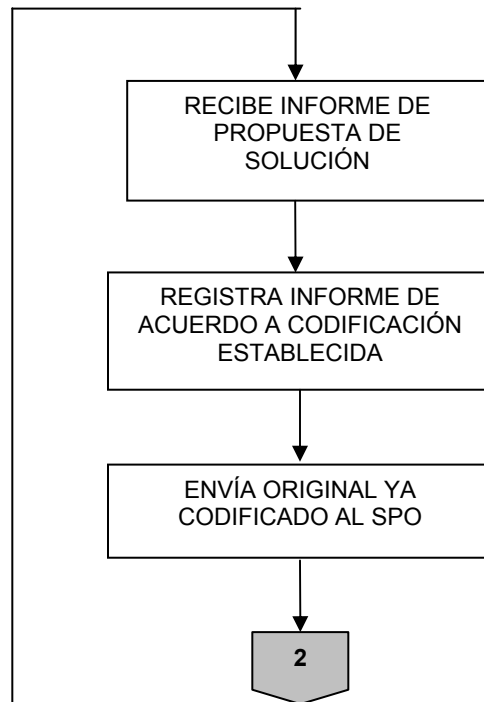 RECIBE INFORME DE
PROPUESTA DE
SOLUCIÓN
REGISTRA INFORME DE
ACUERDO A CODIFICACIÓN
ESTABLECIDA
ENVÍA ORIGINAL YA
CODIFICADO AL SPO
2